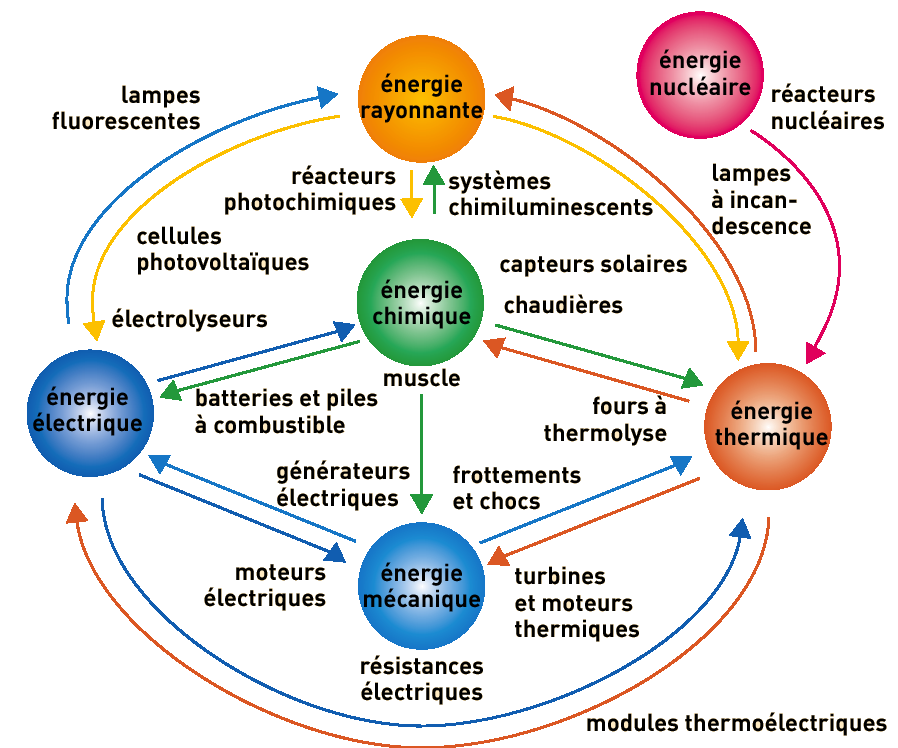 énergie
rayonnante
énergie
nucléaire
lampes
fluorescentes
réacteurs
nucléaires
réacteurs
photochimiques
systèmes
chimiluminescents
lampes
à incan-
descence
cellules
photovoltaïques
capteurs solaires
énergie
chimique
chaudières
électrolyseurs
muscle
énergie
électrique
batteries et piles
à combustible
fours à
thermolyse
énergie
thermique
générateurs
électriques
frottements
et chocs
moteurs
électriques
énergie
mécanique
turbines
et moteurs
thermiques
résistances
électriques
modules thermoélectriques